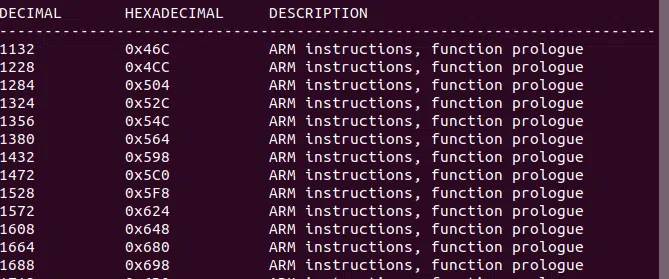 DECIMAL HEXADECIMAL DESCRIPTION
--------------------------------------------------------------------------------
1132 0x46C ARM instructions, function prologue
1228 0x4CC ARM instructions, function prologue
1284 0x504 ARM instructions, function prologue
1324 0x52C ARM instructions, function prologue
1356 0x54C ARM instructions, function prologue
1380 0x564 ARM instructions, function prologue
1432 0x598 ARM instructions, function prologue
1472 0x5C0 ARM instructions, function prologue
1528 0x5F8 ARM instructions, function prologue
1572 0x624 ARM instructions, function prologue
1608 0x648 ARM instructions, function prologue
1664 0x680 ARM instructions, function prologue
1688 0x698 ARM instructions, function prologue